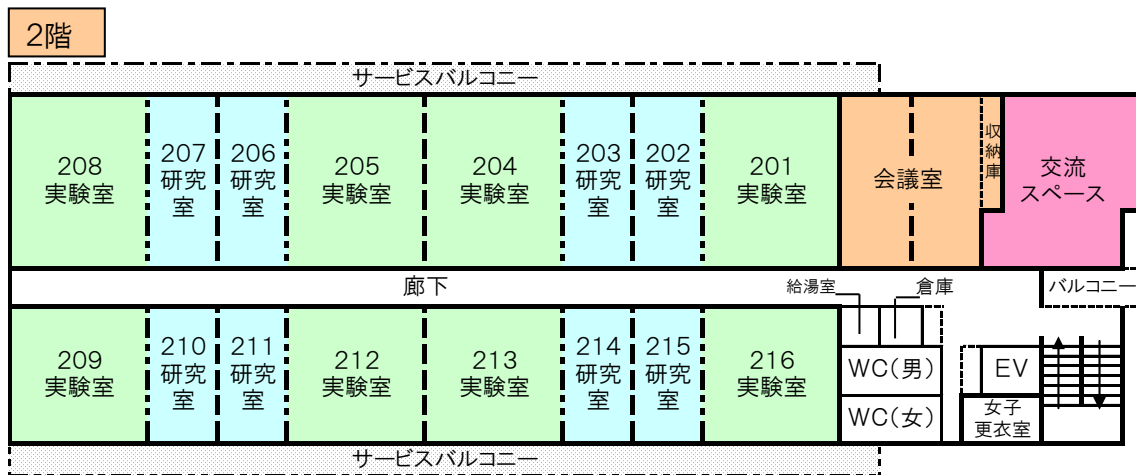 2階
サービスバルコニー
208
実験室
207
研究
室
206
研究
室
205
実験室
204
実験室
203
研究
室
202
研究
室
201
実験室
会議室
収
納
庫
交流
スペース
廊下
給湯室
倉庫
バルコニー
209
実験室
210
研究
室
211
研究
室
212
実験室
213
実験室
214
研究
室
215
研究
室
216
実験室
WC(男)
WC(女)
EV
女子
更衣室
サービスバルコニー